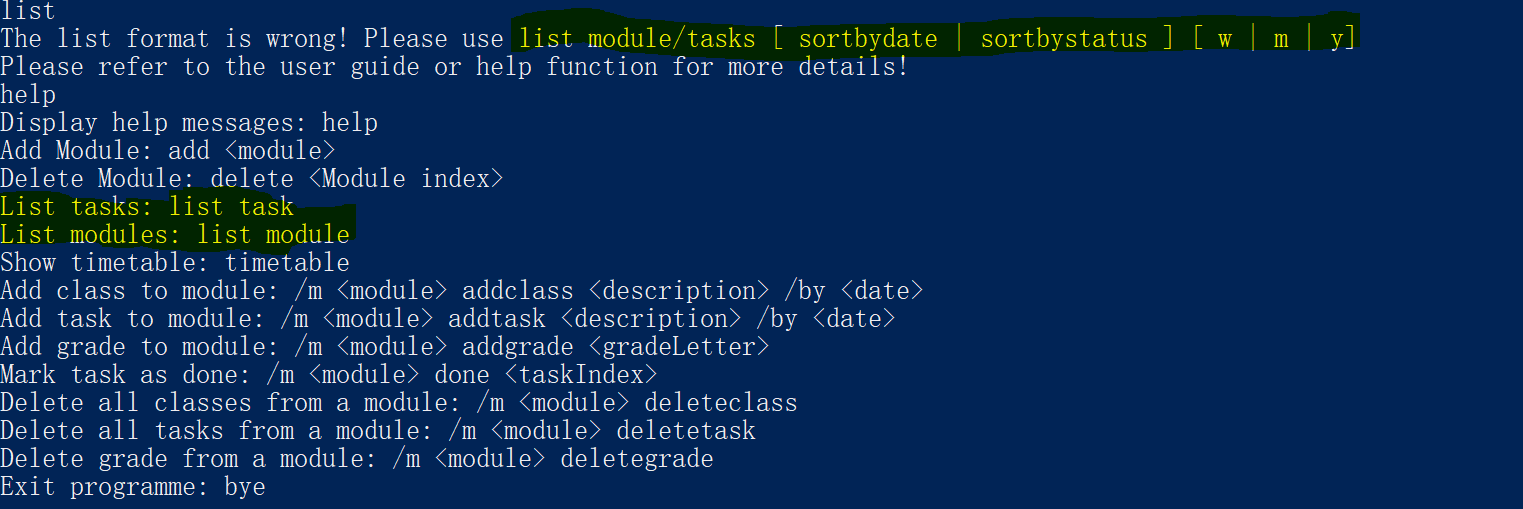 list
The list format is wrong! Please use list module/tasks [ sortbydate | sortbystatus ] [ w | m | y]
Please refer to the user guide or help function for more details!
help
Display help messages: help
Add Module: add <module>
Delete Module: delete <Module index>
List tasks: list task
List modules: list module
Show timetable: timetable
Add class to module: /m <module> addclass <description> /by <date>
Add task to module: /m <module> addtask <description> /by <date>
Add grade to module: /m <module> addgrade <gradeLetter>
Mark task as done: /m <module> done <taskIndex>
Delete all classes from a module: /m <module> deleteclass
Delete all tasks from a module: /m <module> deletetask
Delete grade from a module: /m <module> deletegrade
Exit programme: bye